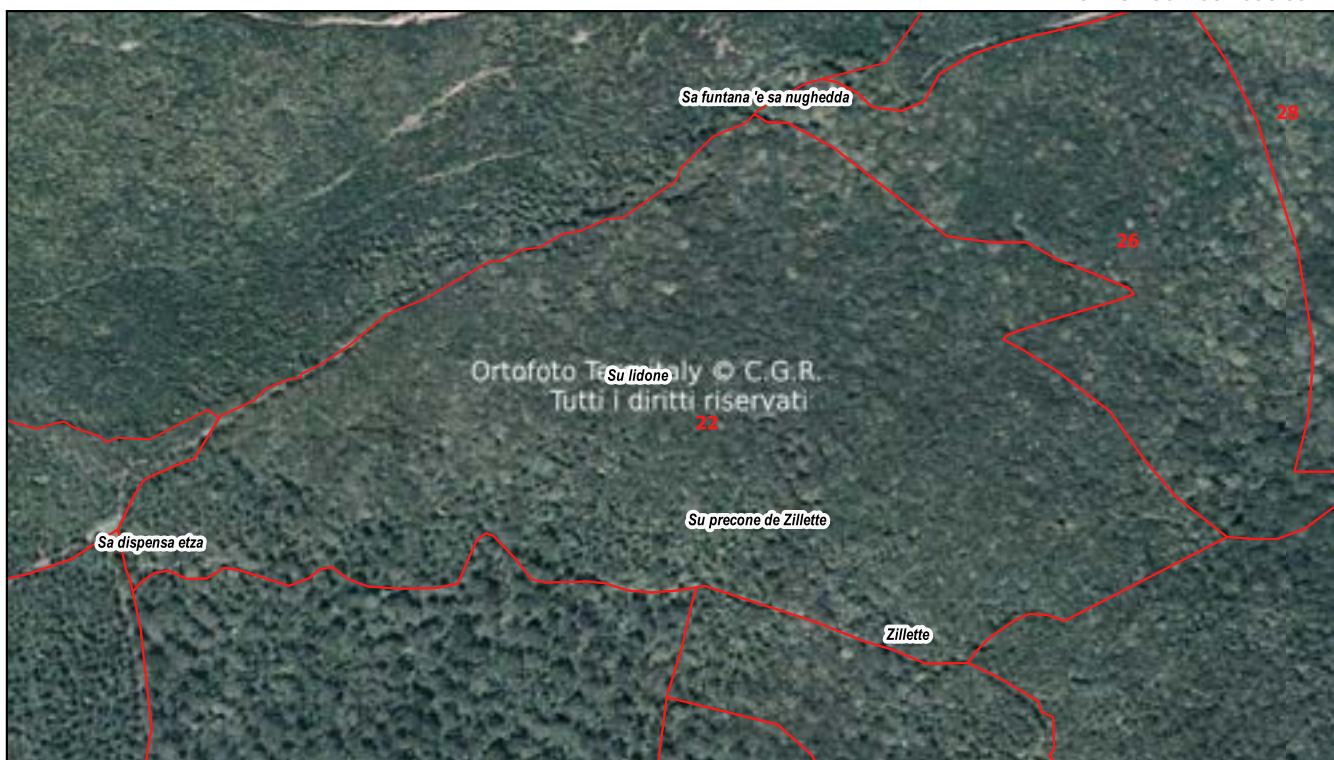 Sa funtana 'e sa nughedda
28
26
Ortofoto © C.G.R.
Su lidone
Tutti i diritti riservati
22
Su precone de Zillette
Sa dispensa etza
Zillette